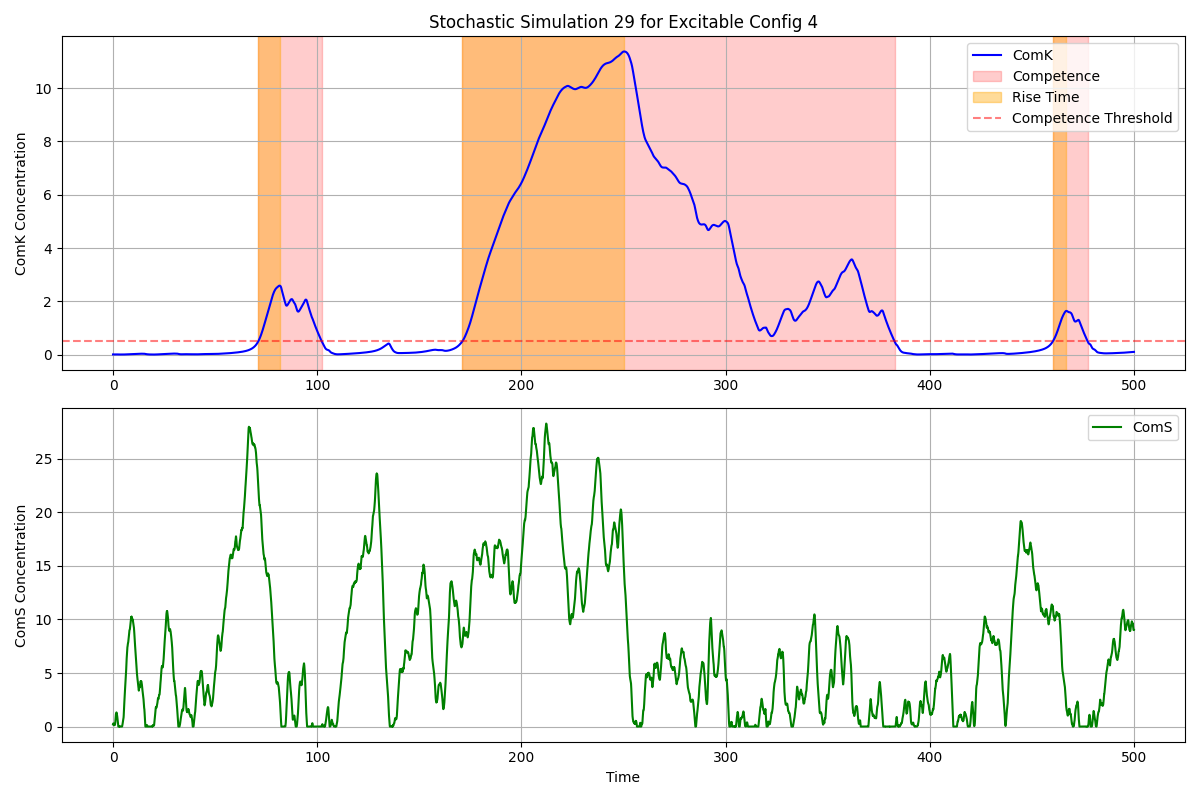 Stochastic Simulation 29 for Excitable Config 4
ComK Concentration
10
8
6
4
2
0
ComK
Competence
Rise Time
Competence Threshold
0 100 200 300 400 500
ComS Concentration
25
20
15
10
5
0
ComS
0 100 200 300 400 500
Time